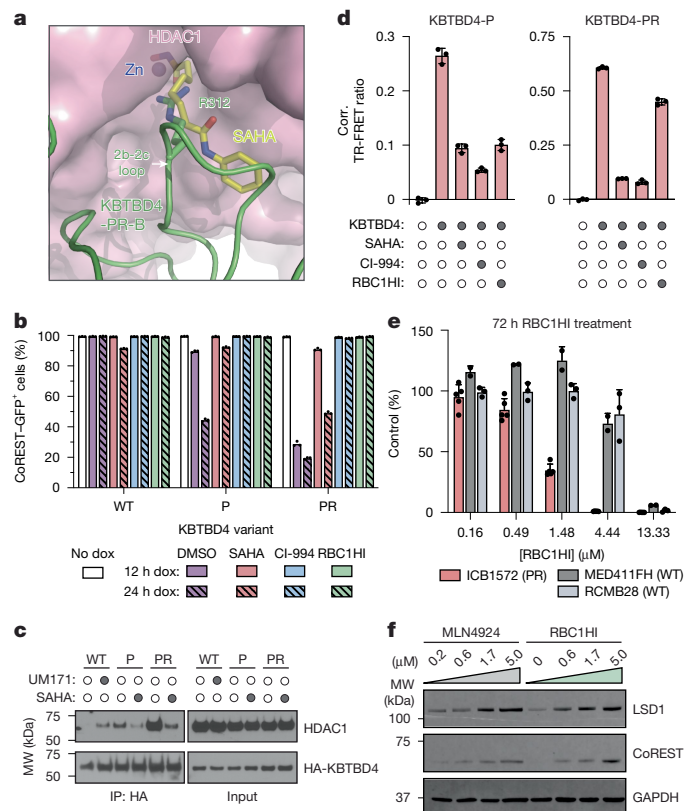 a
HDAC1
Zn
R312
SAHA
2b-2c
loop
KBTBD4
-PR-B
b
CoREST–GFP+ cells (%)
100
80
60
40
20
0
WT
P
PR
KBTBD4 variant
No dox
DMSO
SAHA
CI-994
RBC1HI
12 h dox:
24 h dox:
c
WT
P
PR
WT
P
PR
UM171:
SAHA:
MW (kDa)
75
50
HDAC1
75
50
HA-KBTBD4
IP: HA
Input
d
KBTBD4-P
KBTBD4-PR
Corr.
TR-FRET ratio
0.3
0.2
0.1
0
0.75
0.50
0.25
0
KBTBD4:
SAHA:
CI-994:
RBC1HI:
e
72 h RBC1HI treatment
Control (%)
150
100
50
0
0.16
0.49
1.48
4.44
13.33
[RBC1HI] (μM)
ICB1572 (PR)
MED411FH (WT)
RCMB28 (WT)
f
MLN4924
RBC1HI
(μM)
0.2
0.6
1.7
5.0
0
0.6
1.7
5.0
MW
(kDa)
100
LSD1
75
CoREST
37
GAPDH